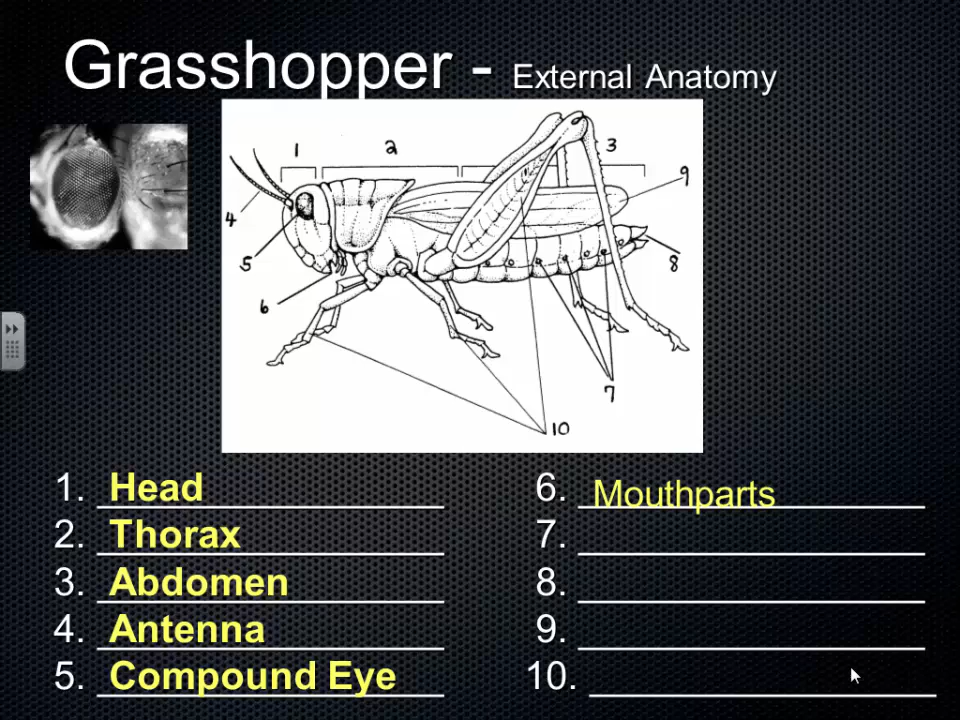 Grasshopper - External Anatomy
1 2 3
9
4
5 8
6
7
10
1. Head
2. Thorax
3. Abdomen
4. Antenna
5. Compound Eye
6. Mouthparts
7.
8.
9.
10.